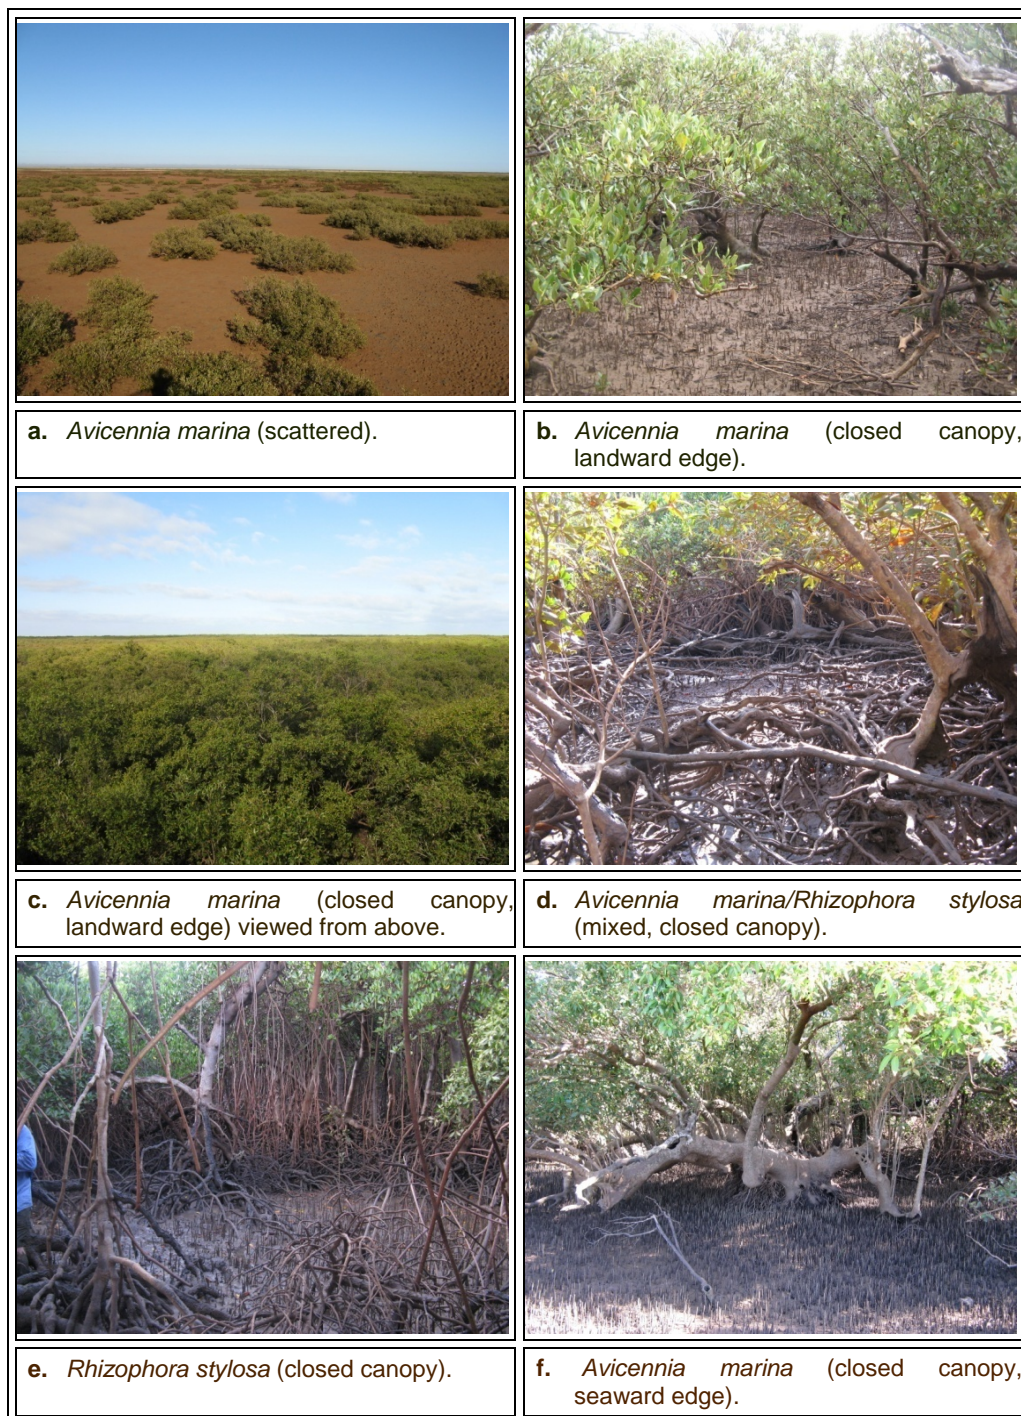 a. Avicennia marina (scattered).
b. Avicennia marina (closed canopy,
landward edge).
c. Avicennia marina (closed canopy,
landward edge) viewed from above.
d. Avicennia marina/Rhizophora stylosa
(mixed, closed canopy).
e. Rhizophora stylosa (closed canopy).
f. Avicennia marina (closed canopy,
seaward edge).